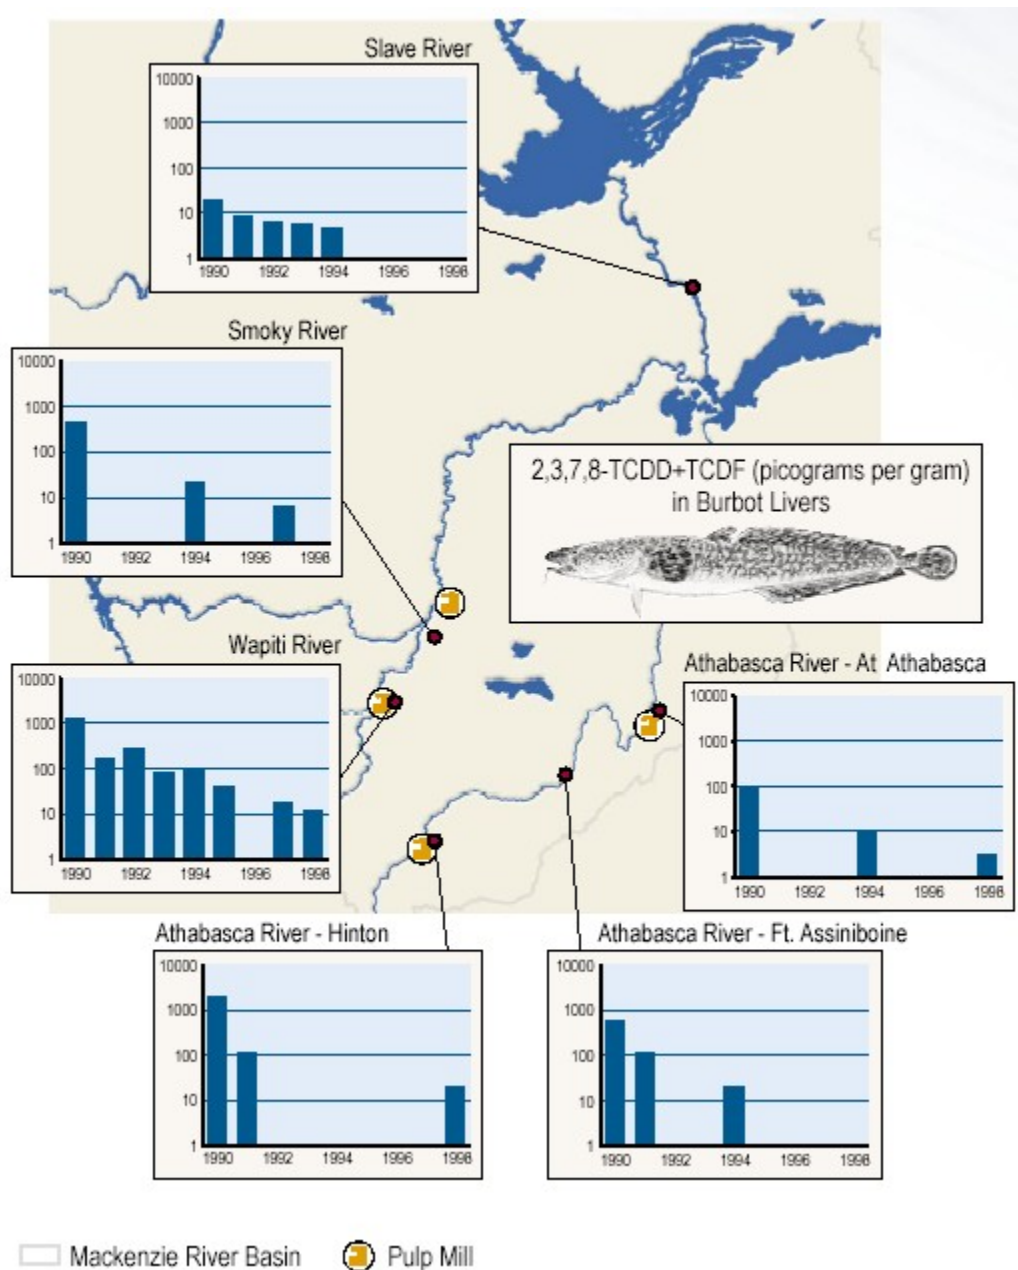 Slave River
10000
1000
100
10
1
1990 1992 1994 1996 1998
Smoky River
10000
1000
100
10
1
1990 1992 1994 1996 1998
2,3,7,8-TCDD+TCDF (picograms per gram)
in Burbot Livers
Wapiti River
10000
1000
100
10
1
1990 1992 1994 1996 1998
Athabasca River - At Athabasca
10000
1000
100
10
1
1990 1992 1994 1996 1998
Athabasca River - Hinton
10000
1000
100
10
1
1990 1992 1994 1996 1998
Athabasca River - Ft. Assiniboine
10000
1000
100
10
1
1990 1992 1994 1996 1998
Mackenzie River Basin
Pulp Mill